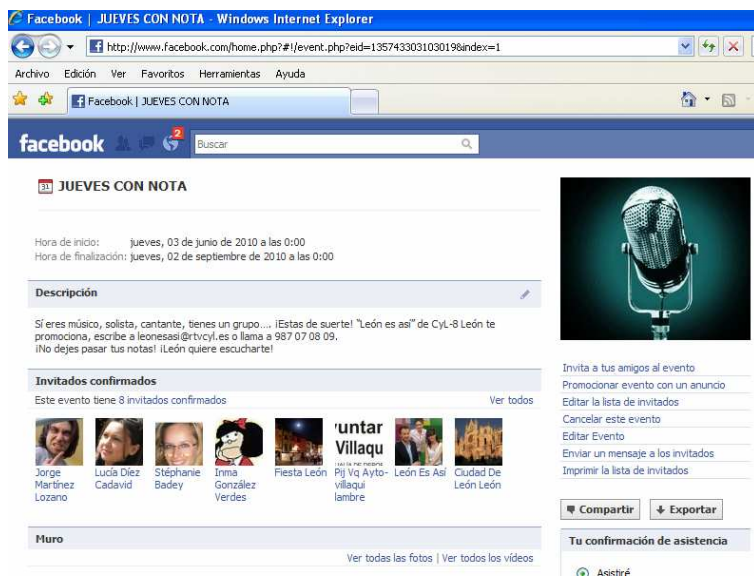 Facebook | JUEVES CON NOTA - Windows Internet Explorer
http://www.facebook.com/home.php?#!/event.php?eid=135743303103019&index=1
Archivo Edición Ver Favoritos Herramientas Ayuda
Facebook | JUEVES CON NOTA
facebook 2 Buscar
31 JUEVES CON NOTA
Hora de inicio: jueves, 03 de junio de 2010 a las 0:00
Hora de finalización: jueves, 02 de septiembre de 2010 a las 0:00
Descripción
Sí eres músico, solista, cantante, tienes un grupo.... ¡Estas de suerte! "León es así" de CyL-8 León te
promociona, escribe a leonesasi@rtvcyl.es o llama a 987 07 08 09.
¡No dejes pasar tus notas! ¡León quiere escucharte!
Invitados confirmados
Este evento tiene 8 invitados confirmados Ver todos
untar
Villaqu
Jorge Martínez Lozano
Lucía Díez Cadavid
Stéphanie Badey
Inma González Verdes
Fiesta León
Pij Vq Ayto-villaquilambre
León Es Así
Ciudad De León León
Muro
Ver todas las fotos | Ver todos los vídeos
Invita a tus amigos al evento
Promocionar evento con un anuncio
Editar la lista de invitados
Cancelar este evento
Editar Evento
Enviar un mensaje a los invitados
Imprimir la lista de invitados
Compartir Exportar
Tu confirmación de asistencia
Asistiré